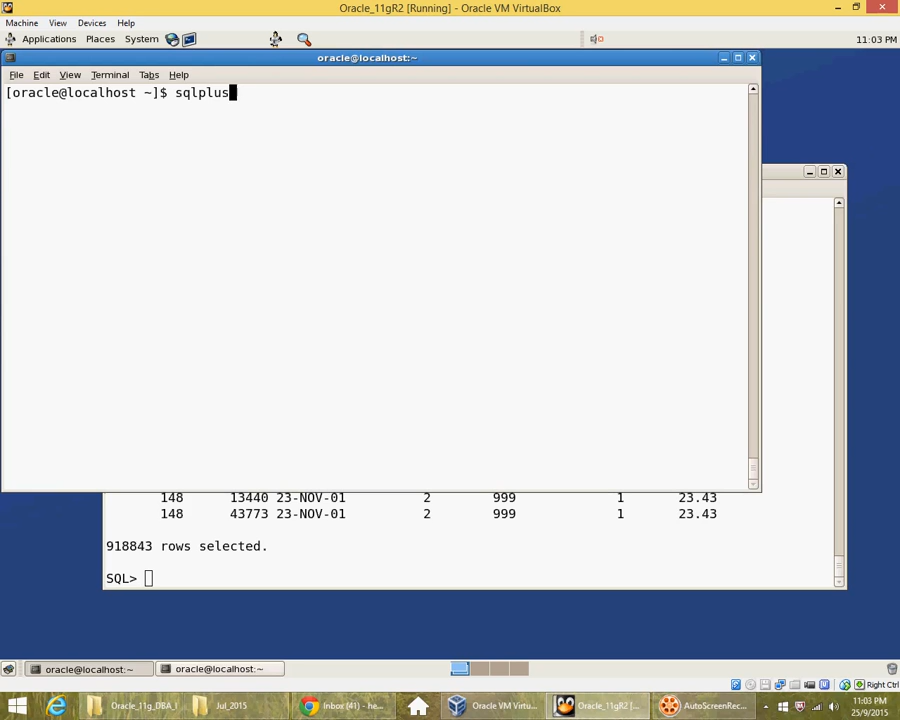 Oracle_11gR2 [Running] - Oracle VM VirtualBox
Machine View Devices Help
Applications Places System 11:03 PM
oracle@localhost:~
File Edit View Terminal Tabs Help
[oracle@localhost ~]$ sqlplus
148 13440 23-NOV-01 2 999 1 23.43
148 43773 23-NOV-01 2 999 1 23.43
918843 rows selected.
SQL>
oracle@localhost:~ oracle@localhost:~
Right Ctrl
Oracle_11g_DBA_I Jul_2015 Inbox (41) - he... Oracle VM Virtu... Oracle_11gR2 [... AutoScreenRec... 11:03 PM
25/9/2015